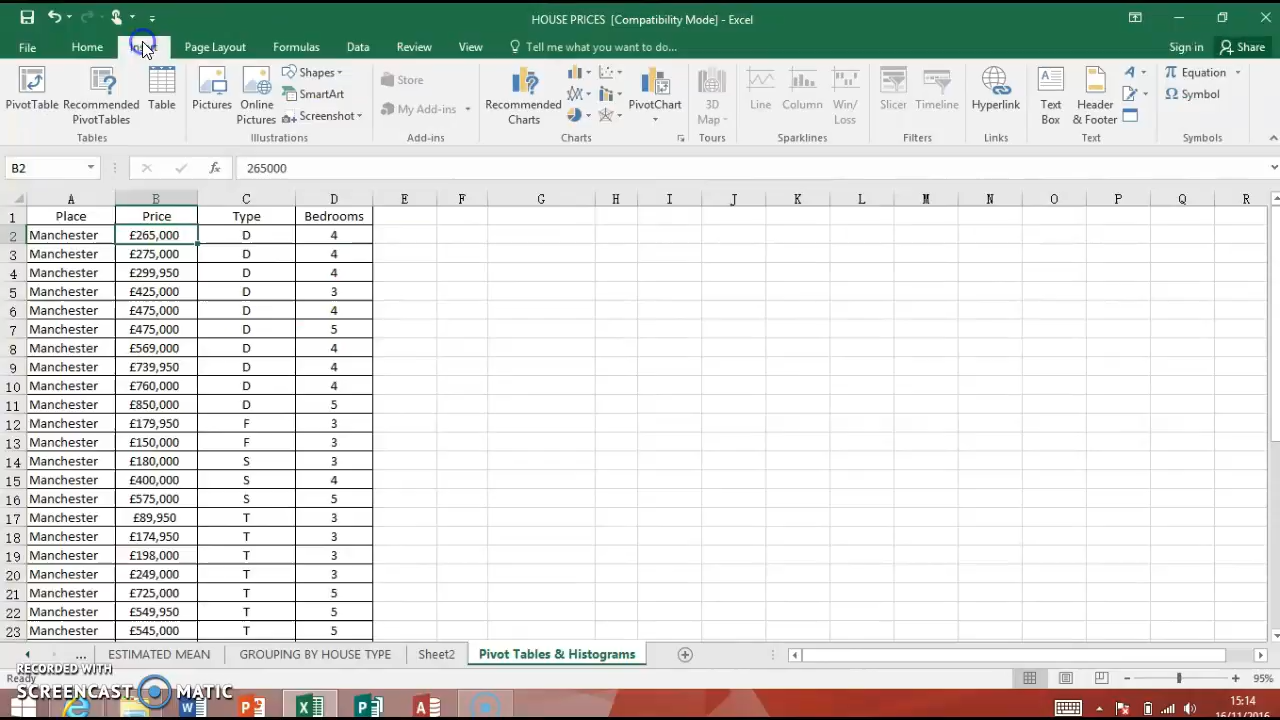 HOUSE PRICES [Compatibility Mode] - Excel
File Home Insert Page Layout Formulas Data Review View Tell me what you want to do... Sign in Share
PivotTable Recommended PivotTables Table Pictures Online Pictures Shapes SmartArt Screenshot Store My Add-ins Recommended Charts PivotChart 3D Map Line Column Win/Loss Slicer Timeline Hyperlink Text Box Header & Footer Equation Symbol
Tables Illustrations Add-ins Charts Tours Sparklines Filters Links Text Symbols
B2 fx 265000
A B C D E F G H I J K L M N O P Q R
1 Place Price Type Bedrooms
2 Manchester £265,000 D 4
3 Manchester £275,000 D 4
4 Manchester £299,950 D 4
5 Manchester £425,000 D 3
6 Manchester £475,000 D 4
7 Manchester £475,000 D 5
8 Manchester £569,000 D 4
9 Manchester £739,950 D 4
10 Manchester £760,000 D 4
11 Manchester £850,000 D 5
12 Manchester £179,950 F 3
13 Manchester £150,000 F 3
14 Manchester £180,000 S 3
15 Manchester £400,000 S 4
16 Manchester £575,000 S 5
17 Manchester £89,950 T 3
18 Manchester £174,950 T 3
19 Manchester £198,000 T 3
20 Manchester £249,000 T 3
21 Manchester £725,000 T 5
22 Manchester £549,950 T 5
23 Manchester £545,000 T 5
... ESTIMATED MEAN GROUPING BY HOUSE TYPE Sheet2 Pivot Tables & Histograms
Ready 95%
RECORDED WITH
SCREENCAST MATIC
15:14
16/11/2016